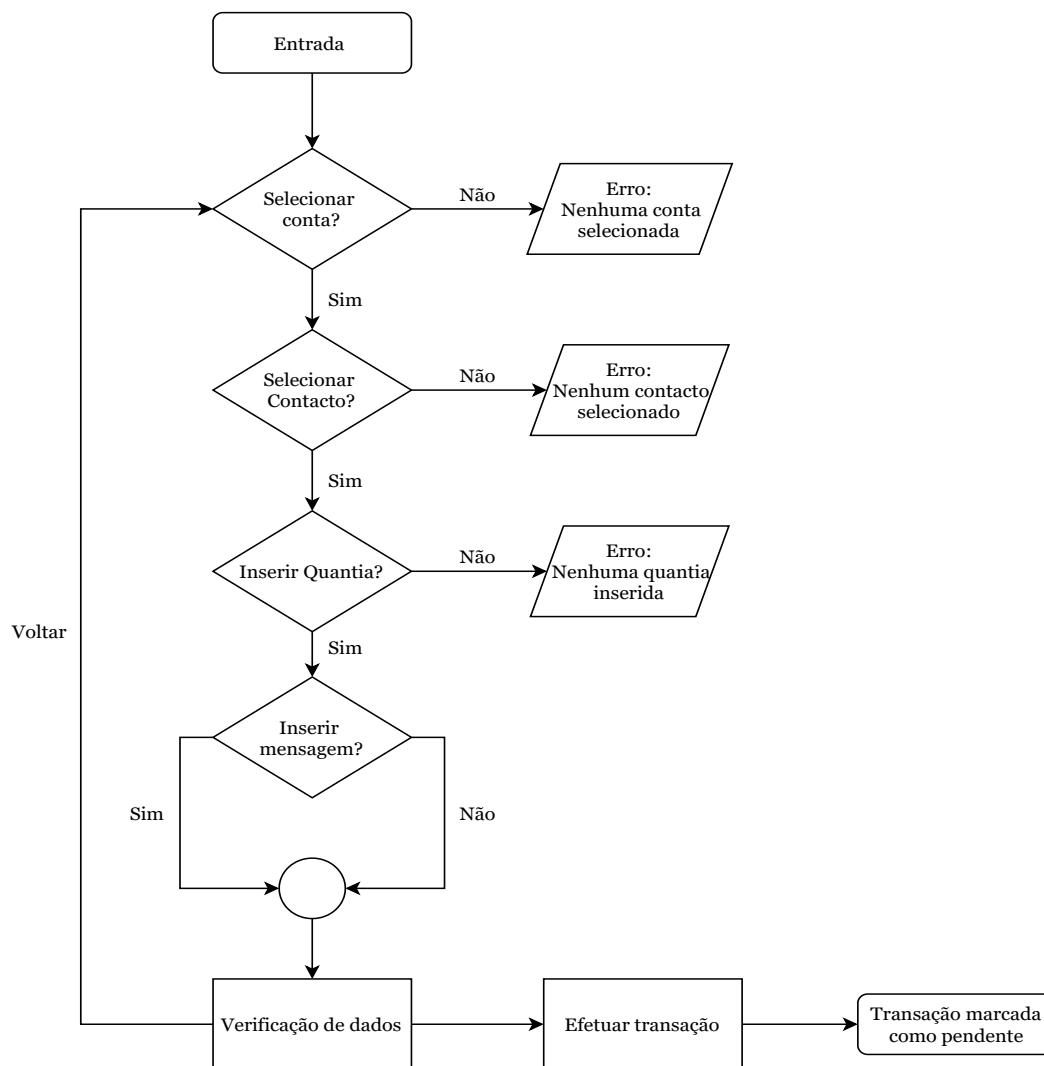 Entrada
Selecionar
conta?
Não
Erro:
Nenhuma conta
selecionada
Sim
Selecionar
Contacto?
Não
Erro:
Nenhum contacto
selecionado
Sim
Inserir Quantia?
Não
Erro:
Nenhuma quantia
inserida
Voltar
Sim
Inserir
mensagem?
Sim
Não
Verificação de dados
Efetuar transação
Transação marcada
como pendente